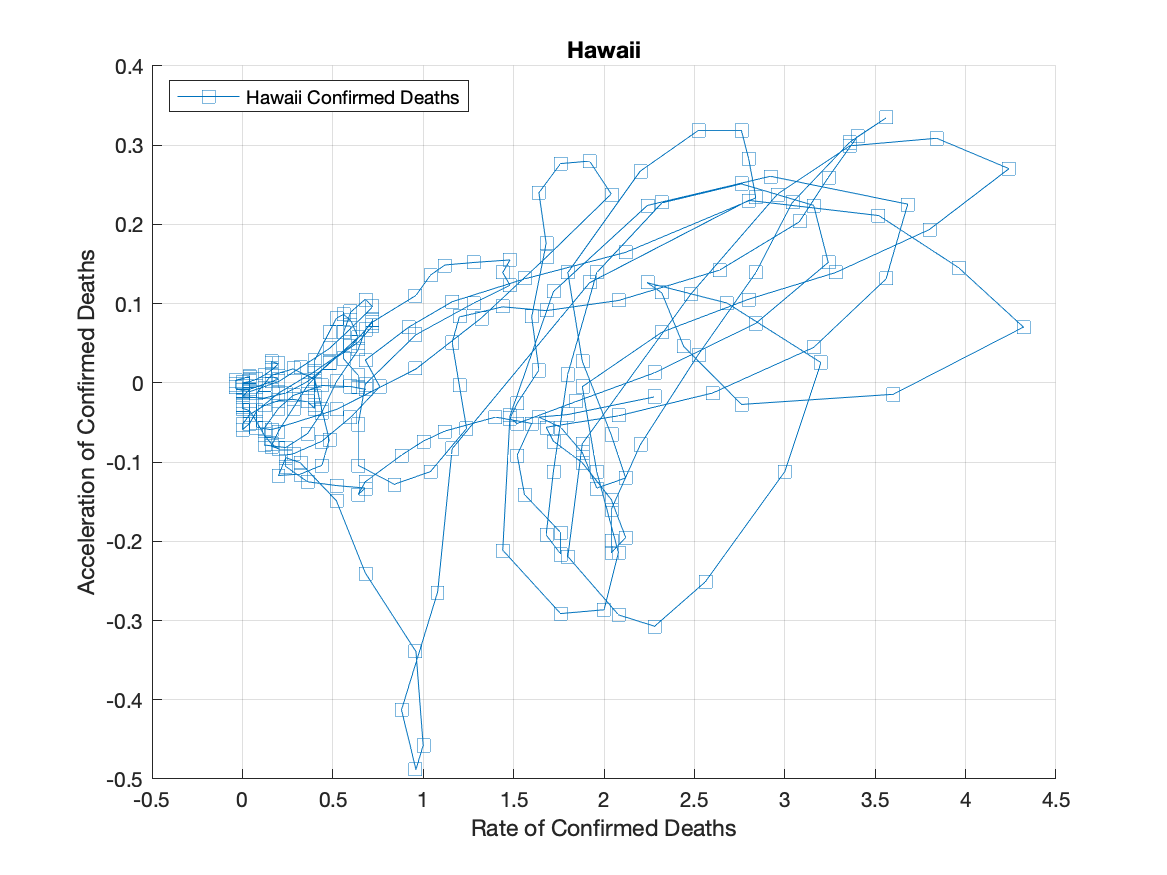 Hawaii
Hawaii Confirmed Deaths
0.4
0.3
0.2
0.1
0
-0.1
-0.2
-0.3
-0.4
-0.5
Acceleration of Confirmed Deaths
-0.5 0 0.5 1 1.5 2 2.5 3 3.5 4 4.5
Rate of Confirmed Deaths